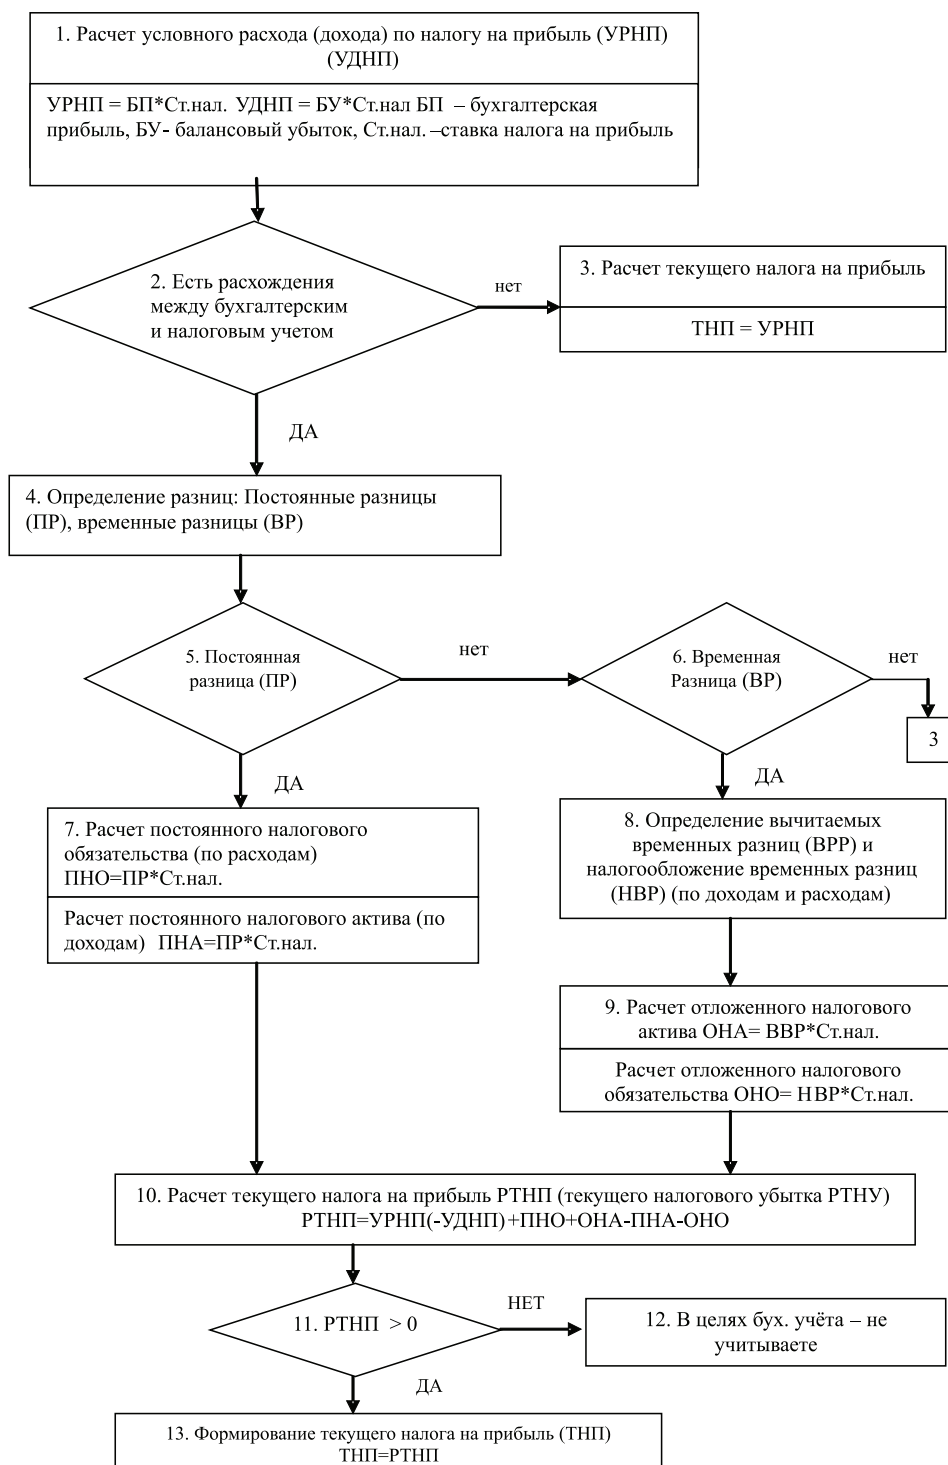 1. Расчет условного расхода (дохода) по налогу на прибыль (УРНП)
(УДНП)
УРНП = БП*Ст.нал. УДНП = БУ*Ст.нал БП – бухгалтерская
прибыль, БУ- балансовый убыток, Ст.нал. –ставка налога на прибыль
2. Есть расхождения
между бухгалтерским
и налоговым учетом
нет
3. Расчет текущего налога на прибыль
ТНП = УРНП
ДА
4. Определение разниц: Постоянные разницы
(ПР), временные разницы (ВР)
5. Постоянная
разница (ПР)
нет
6. Временная
Разница (ВР)
нет
3
ДА
7. Расчет постоянного налогового
обязательства (по расходам)
ПНО=ПР*Ст.нал.
Расчет постоянного налогового актива (по
доходам) ПНА=ПР*Ст.нал.
ДА
8. Определение вычитаемых
временных разниц (ВРР) и
налогообложение временных разниц
(НВР) (по доходам и расходам)
9. Расчет отложенного налогового
актива ОНА= ВВР*Ст.нал.
Расчет отложенного налогового
обязательства ОНО= НВР*Ст.нал.
10. Расчет текущего налога на прибыль РТНП (текущего налогового убытка РТНУ)
РТНП=УРНП(-УДНП)+ПНО+ОНА-ПНА-ОНО
11. РТНП > 0
НЕТ
12. В целях бух. учёта – не
учитываете
ДА
13. Формирование текущего налога на прибыль (ТНП)
ТНП=РТНП